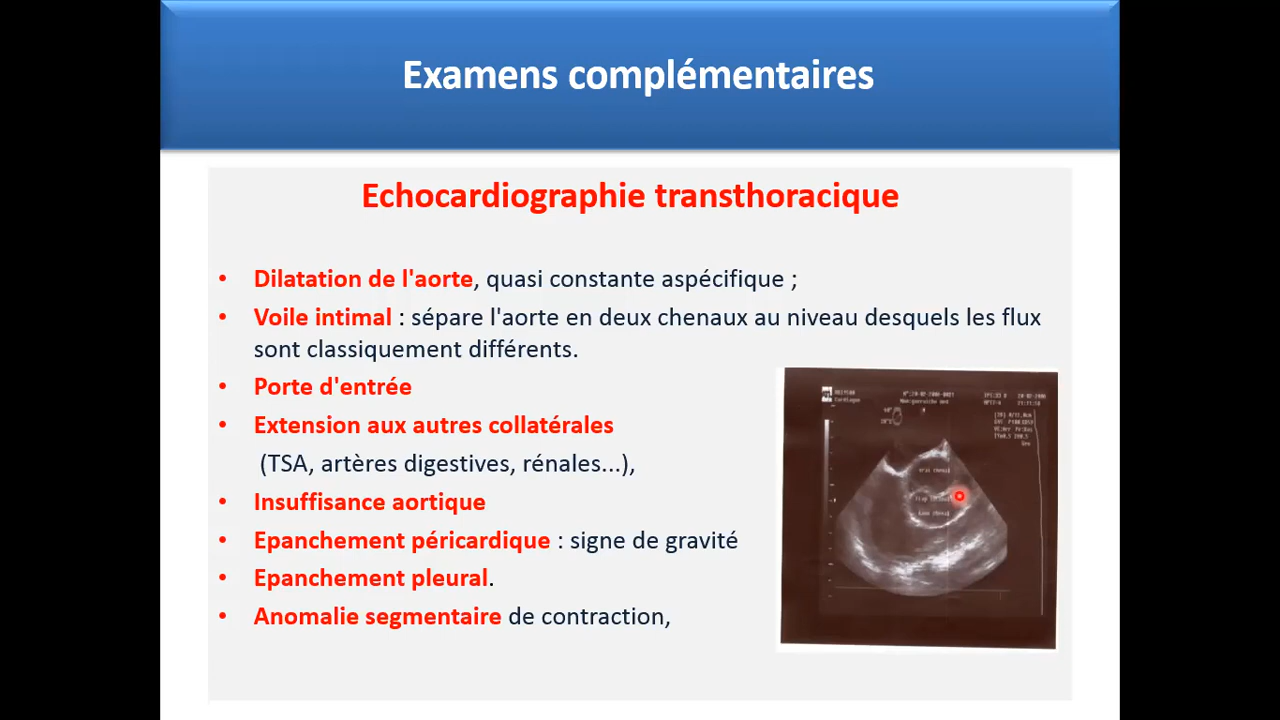 Examens complémentaires
Echocardiographie transthoracique
• Dilatation de l'aorte, quasi constante aspécifique ;
• Voile intimal : sépare l'aorte en deux chenaux au niveau desquels les flux
sont classiquement différents.
• Porte d'entrée
• Extension aux autres collatérales
(TSA, artères digestives, rénales...),
• Insuffisance aortique
• Epanchement péricardique : signe de gravité
• Epanchement pleural.
• Anomalie segmentaire de contraction,
Vrai chenal